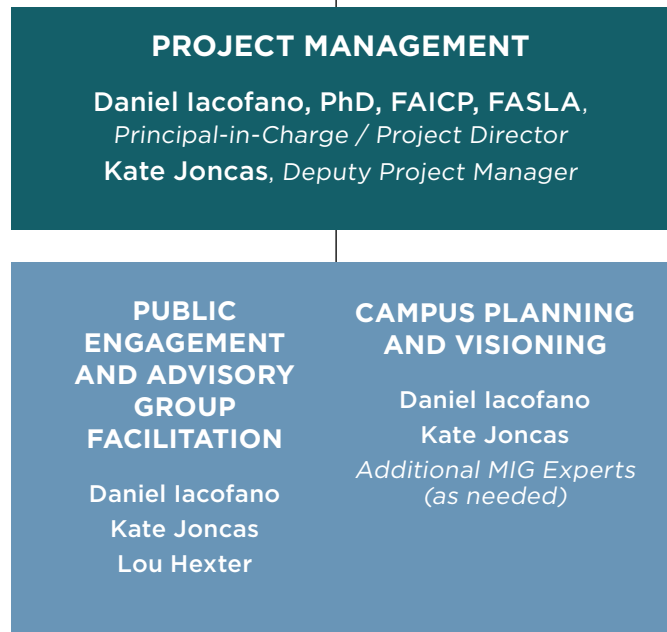 PROJECT MANAGEMENT
Daniel Iacofano, PhD, FAICP, FASLA,
Principal-in-Charge / Project Director
Kate Joncas, Deputy Project Manager
PUBLIC
ENGAGEMENT
AND ADVISORY
GROUP
FACILITATION
Daniel Iacofano
Kate Joncas
Lou Hexter
CAMPUS PLANNING
AND VISIONING
Daniel Iacofano
Kate Joncas
Additional MIG Experts
(as needed)